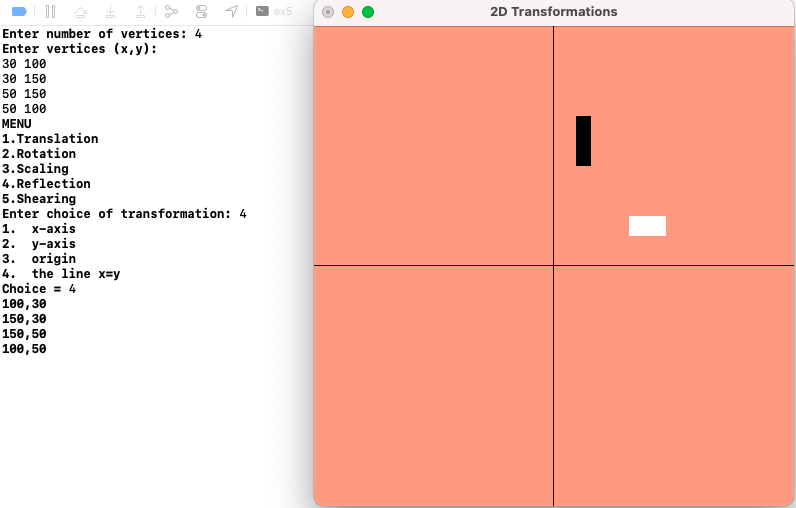 ex5
2D Transformations
Enter number of vertices: 4
Enter vertices (x,y):
30 100
30 150
50 150
50 100
MENU
1.Translation
2.Rotation
3.Scaling
4.Reflection
5.Shearing
Enter choice of transformation: 4
1.  x-axis
2.  y-axis
3.  origin
4.  the line x=y
Choice = 4
100,30
150,30
150,50
100,50